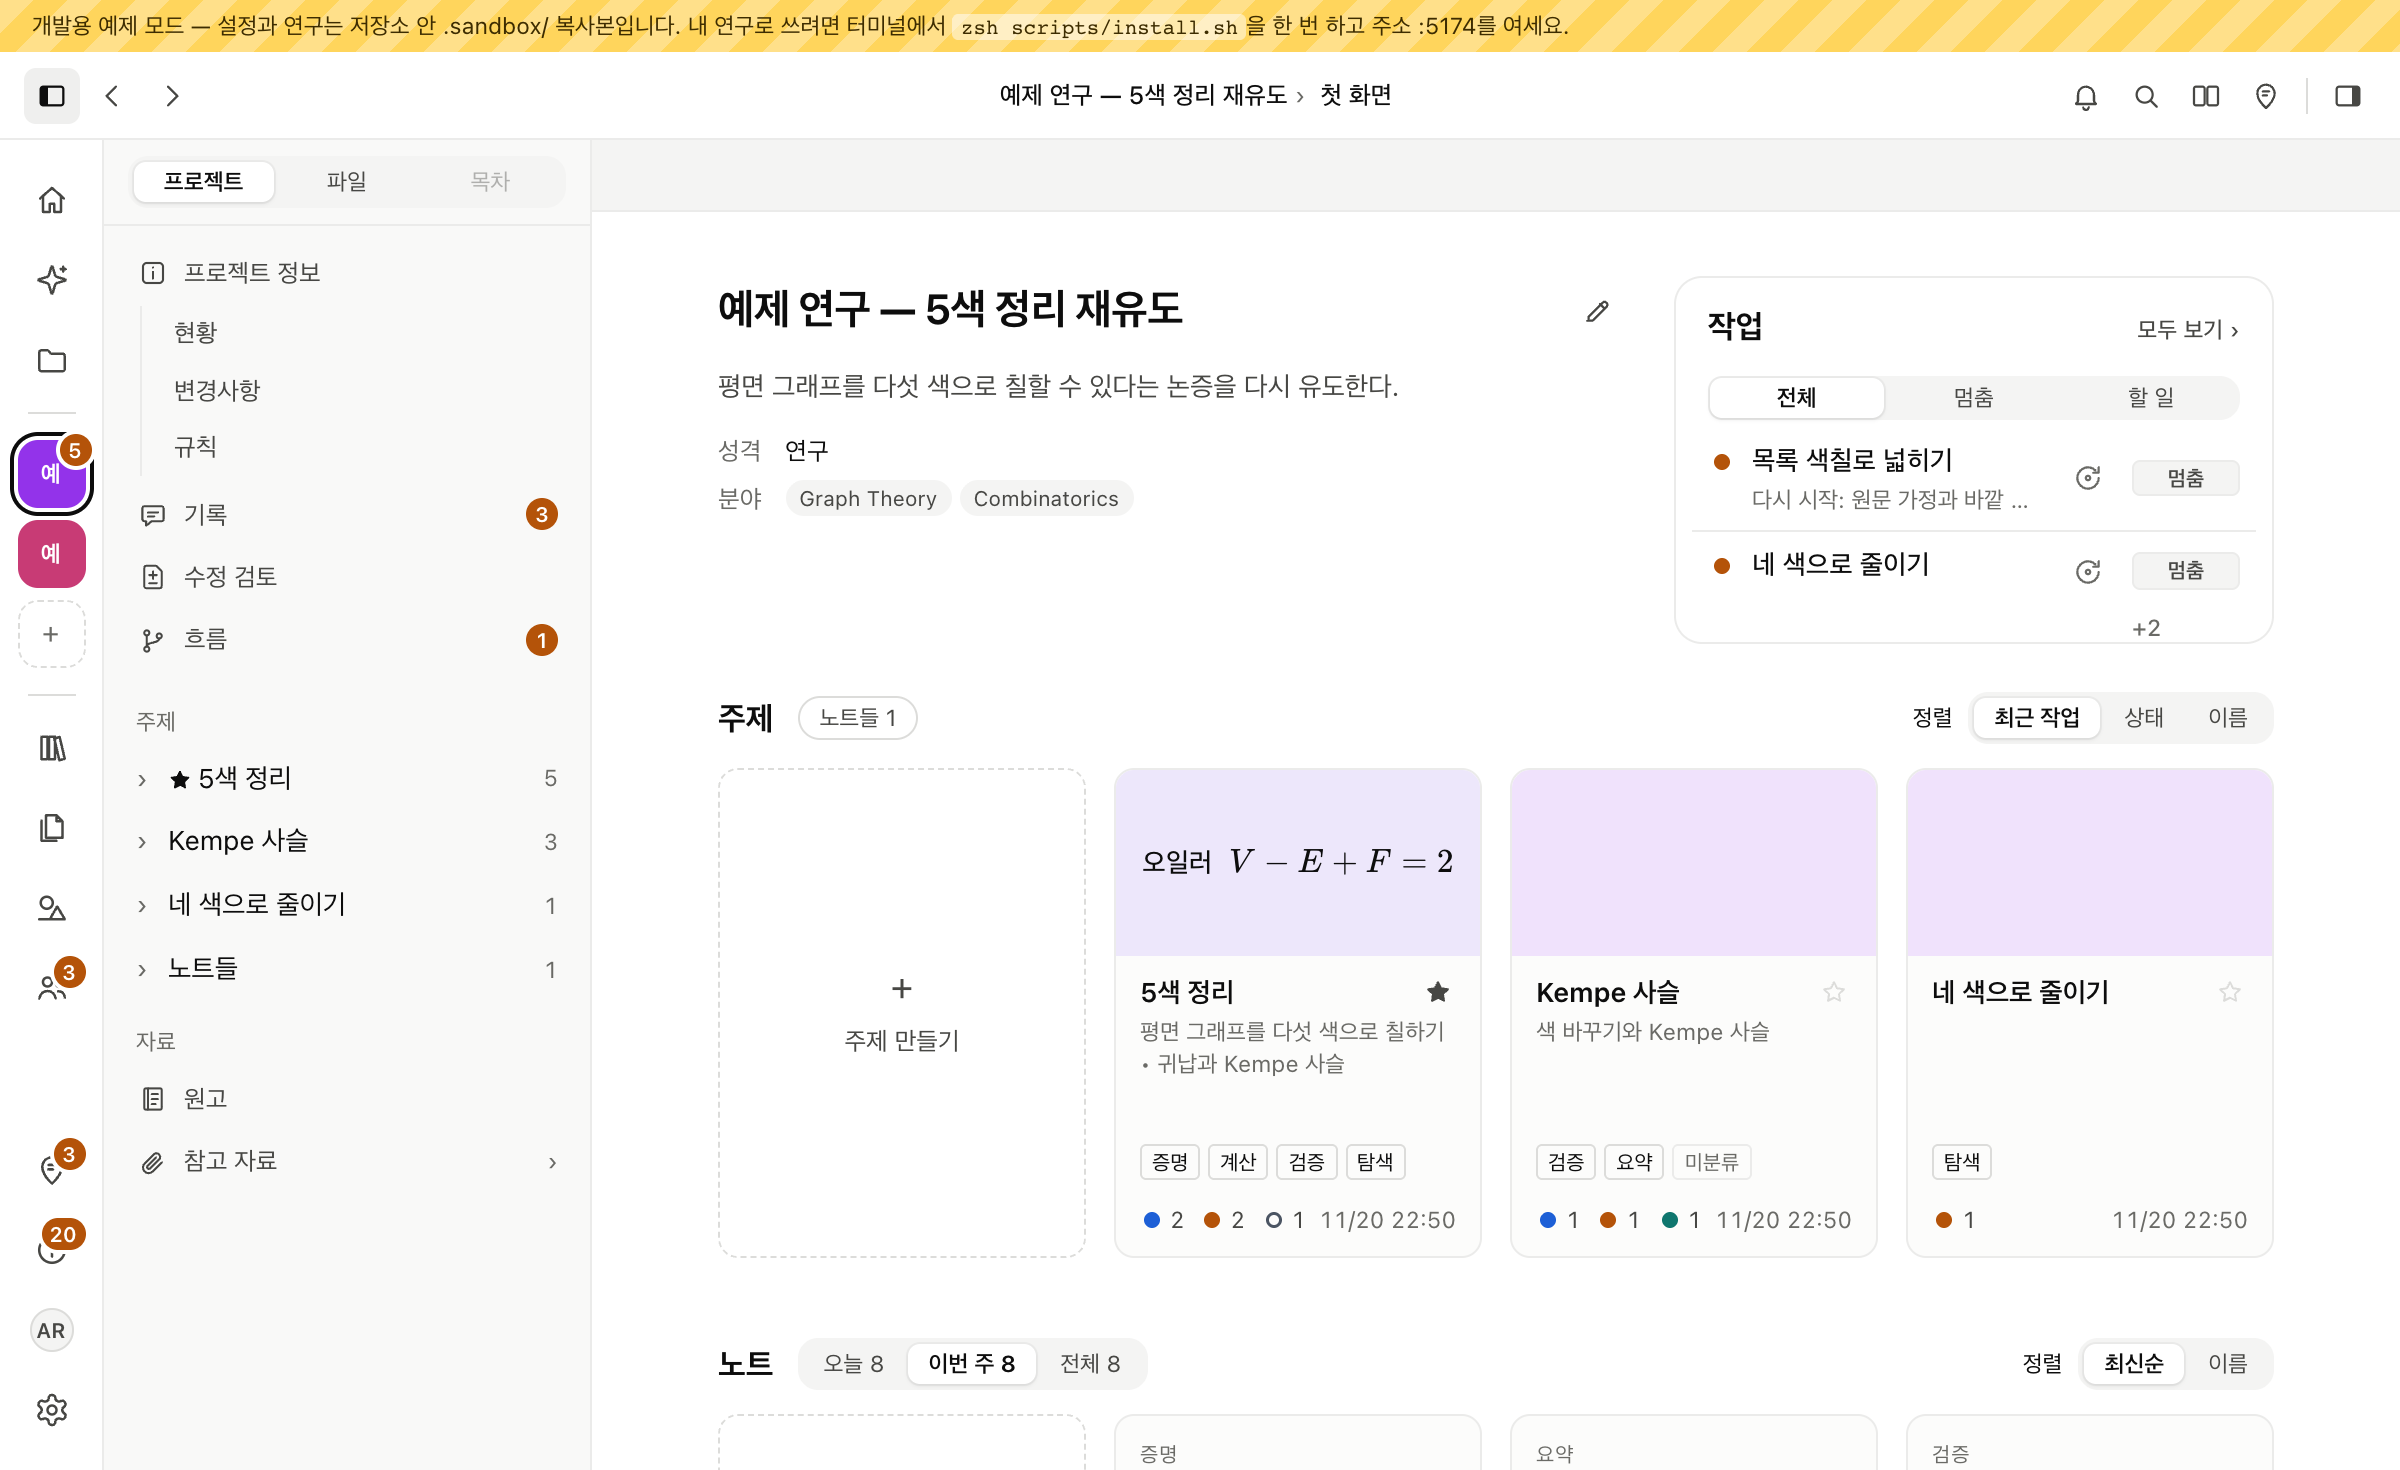 개발용 예제 모드 — 설정과 연구는 저장소 안 .sandbox/ 복사본입니다. 내 연구로 쓰려면 터미널에서 zsh scripts/install.sh을 한 번 하고 주소 :5174를 여세요.
예제 연구 — 5색 정리 재유도 › 첫 화면
프로젝트 파일 목차
프로젝트 정보
현황
변경사항
규칙
기록 3
수정 검토
흐름 1
주제
★ 5색 정리 5
Kempe 사슬 3
네 색으로 줄이기 1
노트들 1
자료
원고
참고 자료
예 5
예
+
3
3
20
AR
예제 연구 — 5색 정리 재유도
평면 그래프를 다섯 색으로 칠할 수 있다는 논증을 다시 유도한다.
성격 연구
분야 Graph Theory Combinatorics
작업 모두 보기 ›
전체 멈춤 할 일
목록 색칠로 넓히기 멈춤
다시 시작: 원문 가정과 바깥 ...
네 색으로 줄이기 멈춤
+2
주제 노트들 1 정렬 최근 작업 상태 이름
+
주제 만들기
오일러 V − E + F = 2
5색 정리 ★
평면 그래프를 다섯 색으로 칠하기
• 귀납과 Kempe 사슬
증명 계산 검증 탐색
2 2 1 11/20 22:50
Kempe 사슬 ☆
색 바꾸기와 Kempe 사슬
검증 요약 미분류
1 1 1 11/20 22:50
네 색으로 줄이기 ☆
탐색
1 11/20 22:50
노트 오늘 8 이번 주 8 전체 8 정렬 최신순 이름
증명
요약
검증